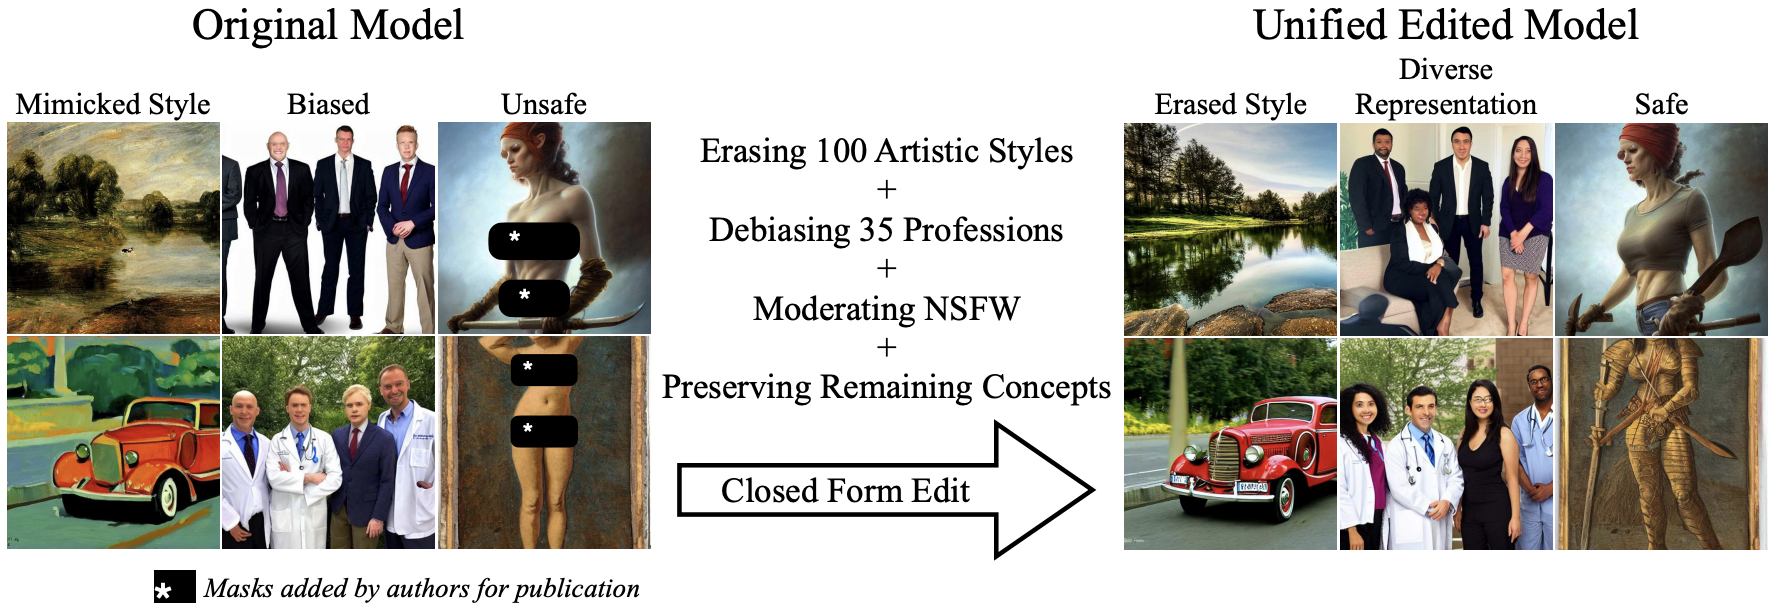 Original Model
Unified Edited Model
Mimicked Style
Biased
Unsafe
Erasing 100 Artistic Styles
+
Debiasing 35 Professions
+
Moderating NSFW
+
Preserving Remaining Concepts
Closed Form Edit
Erased Style
Diverse
Representation
Safe
*
*
*
*
* Masks added by authors for publication